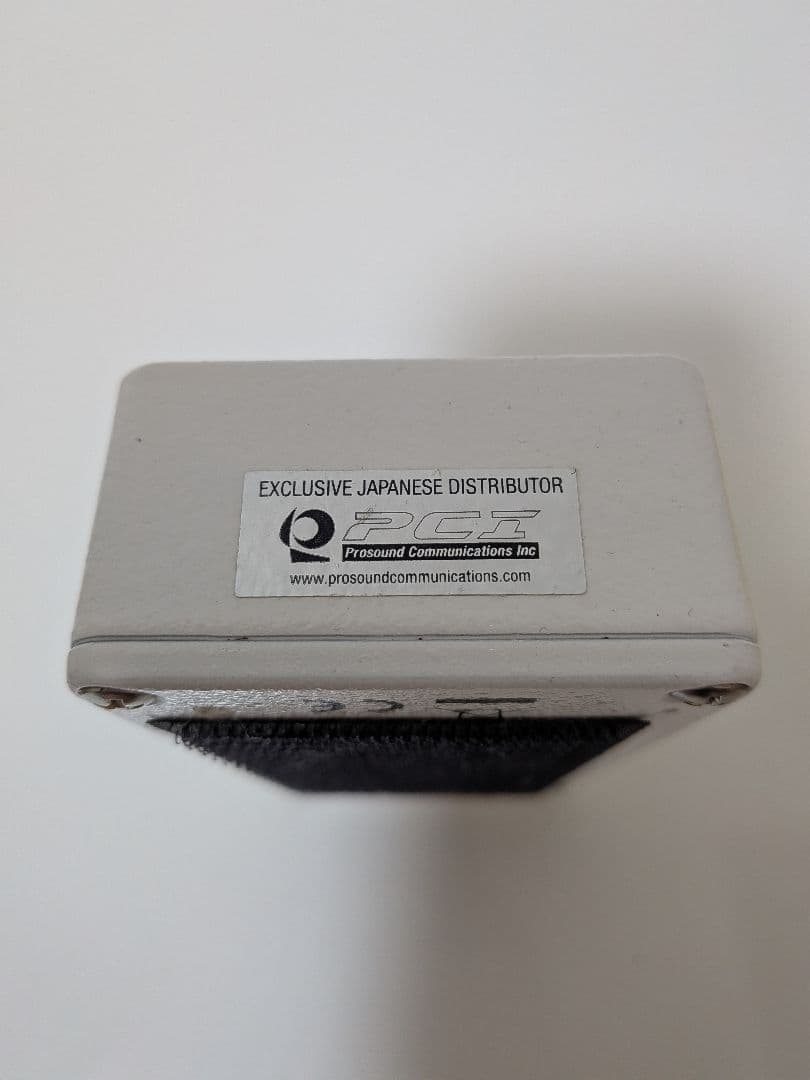 EXCLUSIVE JAPANESE DISTRIBUTOR
PCI
Prosound Communications Inc
www.prosoundcommunications.com